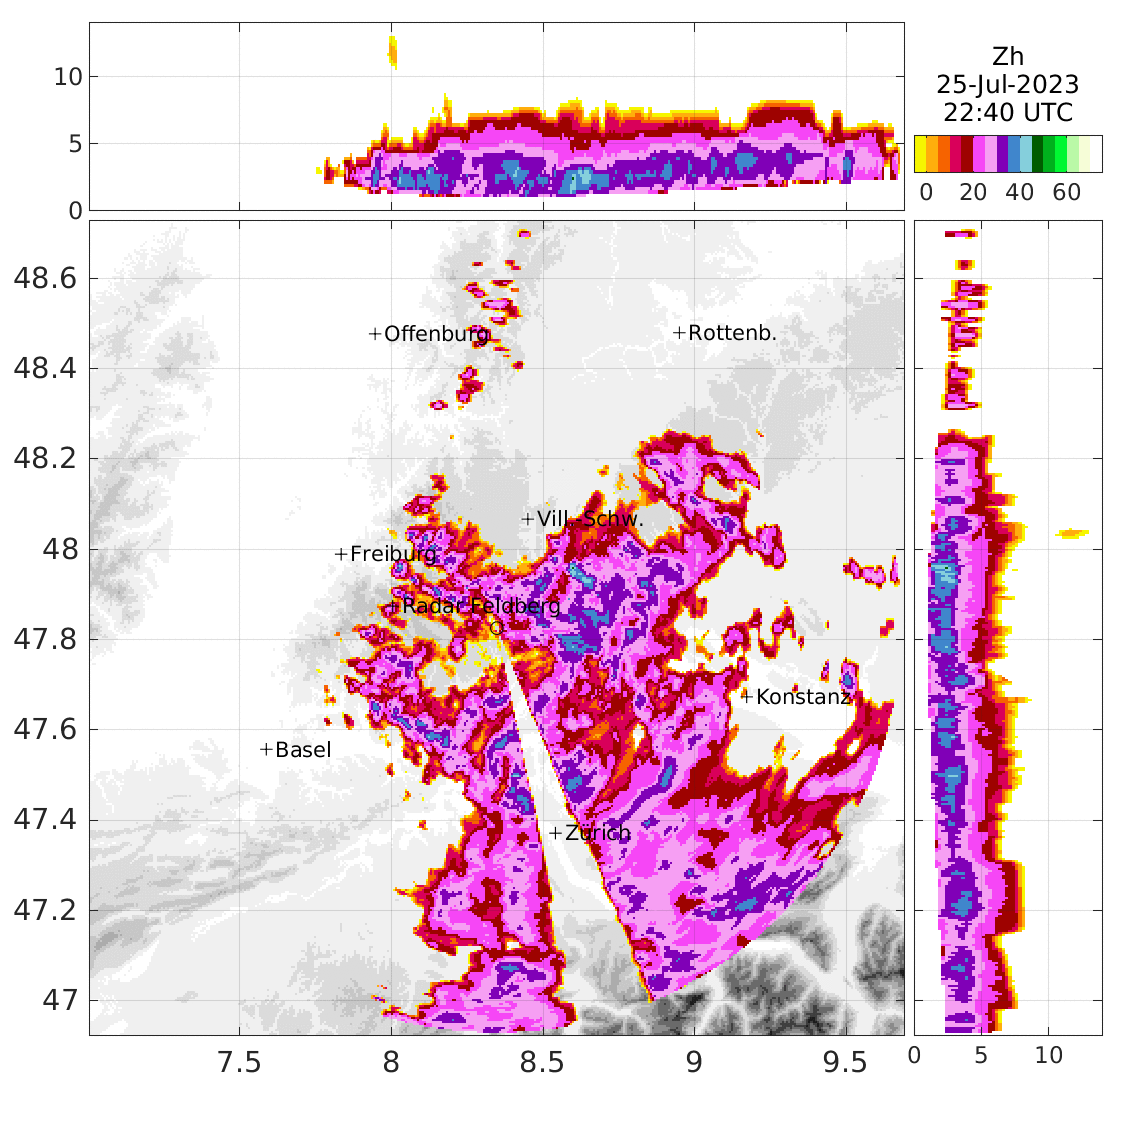 10
5
0
Zh
25-Jul-2023
22:40 UTC
0 20 40 60
48.6
48.4
48.2
48
47.8
47.6
47.4
47.2
47
+Offenburg
+Rottenb.
+Vill.-Schw.
+Freiburg
+Radar Feldberg
+Konstanz
+Basel
+Zürich
7.5 8 8.5 9 9.5
0 5 10